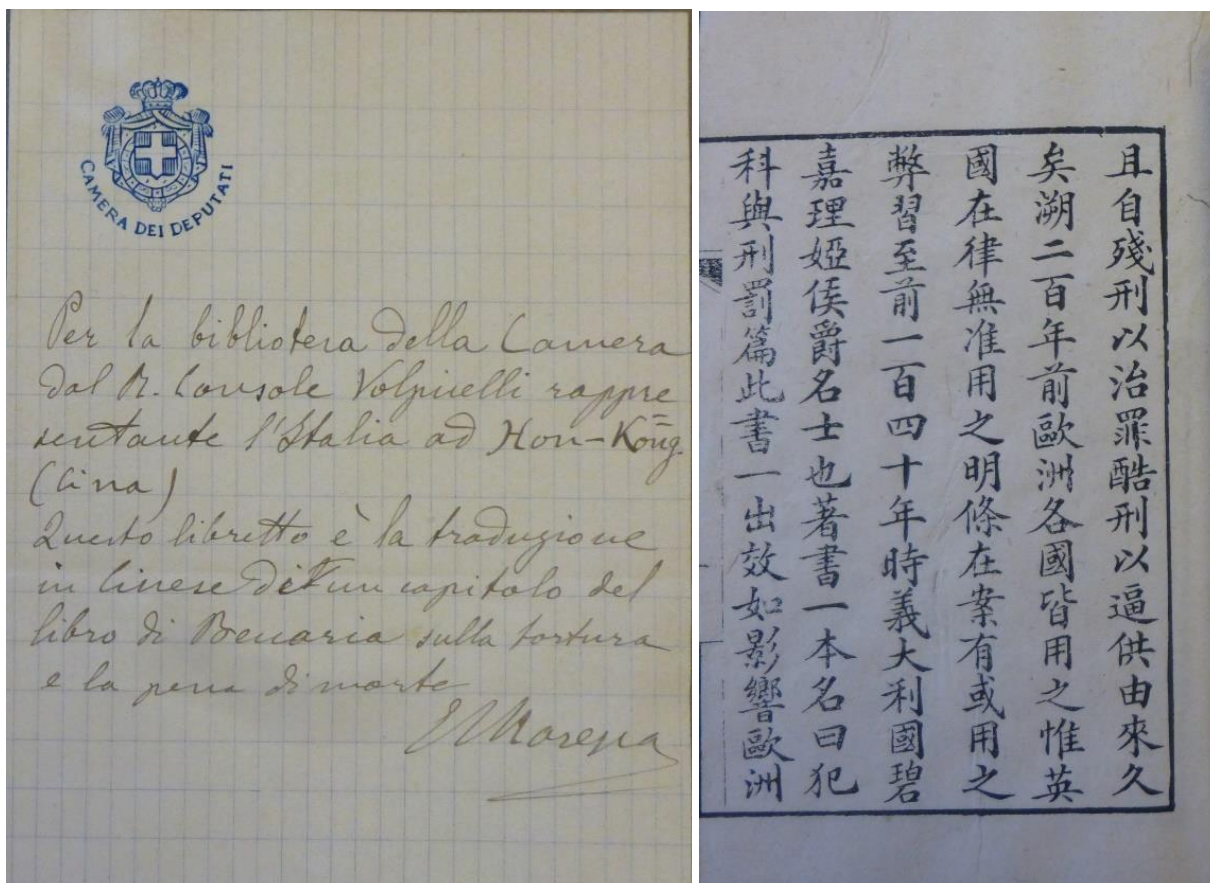 CAMERA DEI DEPUTATI
Per la biblioteca della Camera
dal R. Console Volpicelli rappre
sentante l'Italia ad Hon-Kong
(Cina)
Questo libretto è la traduzione
in Cinese di un capitolo del
libro di Beccaria sulla tortura
e la pena di morte
且自殘刑以治罪酷刑以逼供由來久
矣溯二百年前歐洲各國皆用之惟英
國在律無准用之明條在案有或用之
弊習至前一百四十年時義大利國碧
嘉理婭侯爵名士也著書一本名曰犯
科與刑罰篇此書一出效如影響歐洲